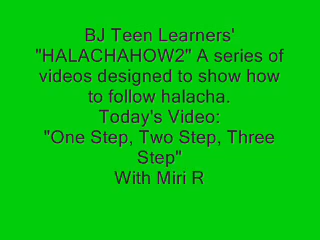 BJ Teen Learners'
"HALACHAHOW2" A series of
videos designed to show how
to follow halacha.
Today's Video:
"One Step, Two Step, Three
Step"
With Miri R